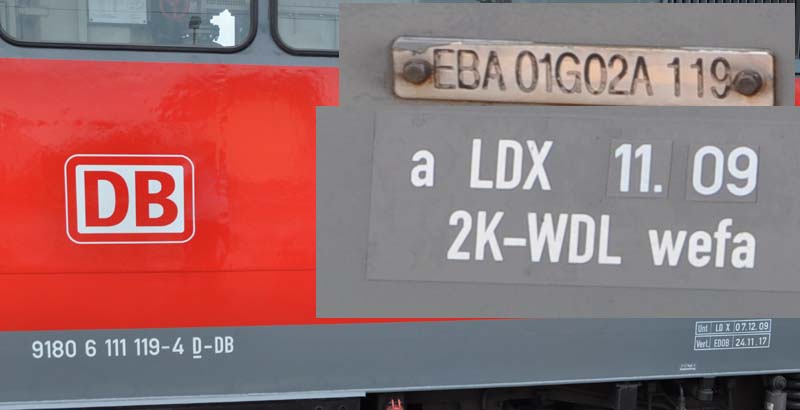 EBA 01G02A 119
a LDX 11. 09
2K-WDL wefa
DB
9180 6 111 119-4 D-DB
Unt LD X 07.12.09
Verl. EDOB 24.11.17